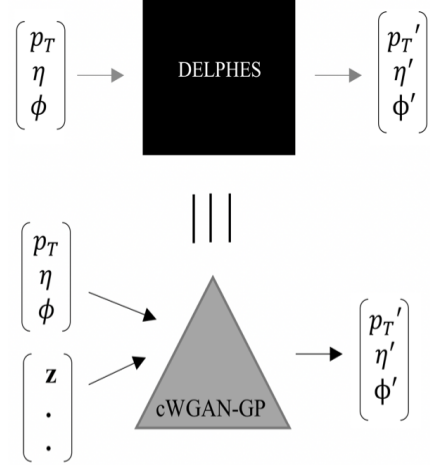 p_T
η
ϕ
DELPHES
p_T′
η′
ϕ′
p_T
η
ϕ
z
.
.
cWGAN-GP
p_T′
η′
ϕ′